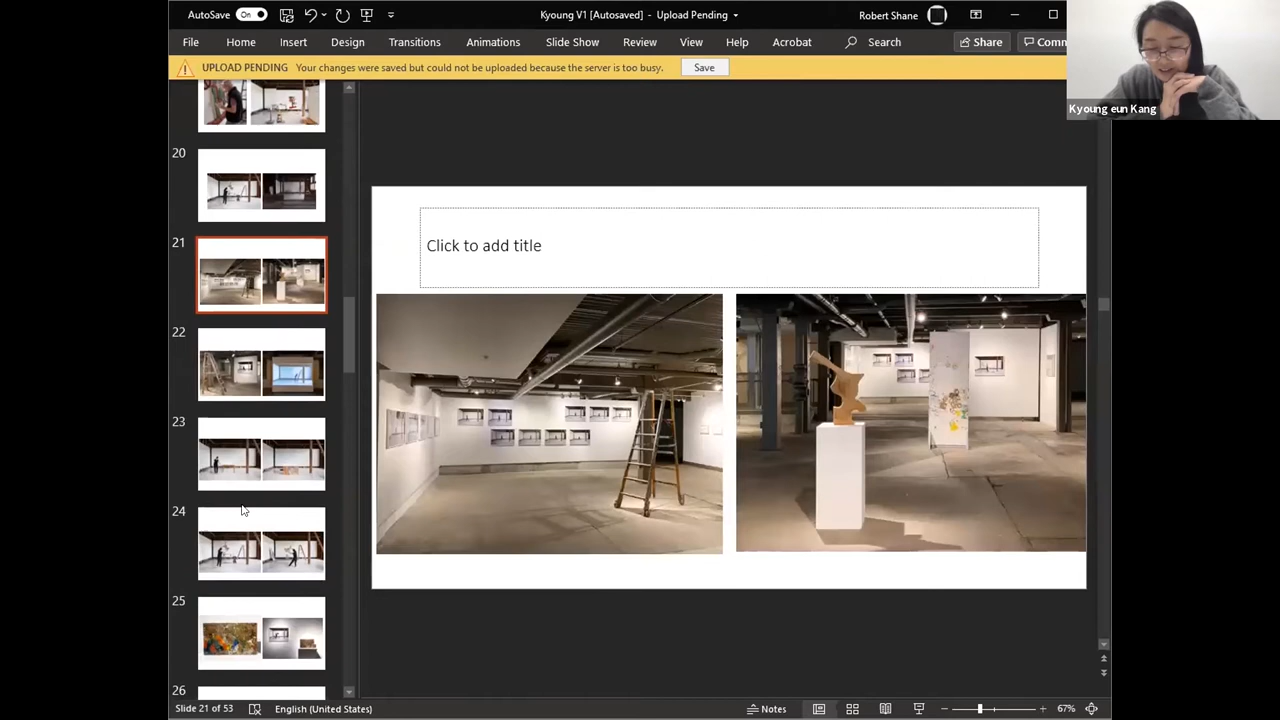 AutoSave On Kyoung V1 [Autosaved] - Upload Pending Robert Shane
File Home Insert Design Transitions Animations Slide Show Review View Help Acrobat Search Share Comm
UPLOAD PENDING Your changes were saved but could not be uploaded because the server is too busy. Save
Kyoung eun Kang
20
21
22
23
24
25
26
Click to add title
Slide 21 of 53 English (United States) Notes 67%